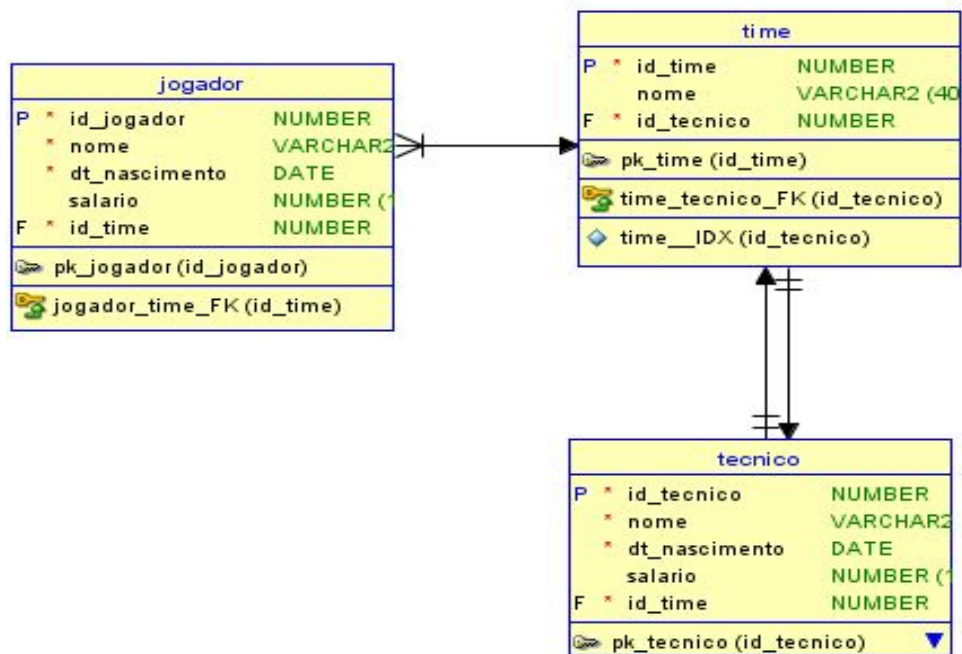 jogador
P * id_jogador NUMBER
* nome VARCHAR2
* dt_nascimento DATE
salario NUMBER (1
F * id_time NUMBER
pk_jogador (id_jogador)
jogador_time_FK (id_time)
time
P * id_time NUMBER
nome VARCHAR2 (40
F * id_tecnico NUMBER
pk_time (id_time)
time_tecnico_FK (id_tecnico)
time__IDX (id_tecnico)
tecnico
P * id_tecnico NUMBER
* nome VARCHAR2
* dt_nascimento DATE
salario NUMBER (1
F * id_time NUMBER
pk_tecnico (id_tecnico)